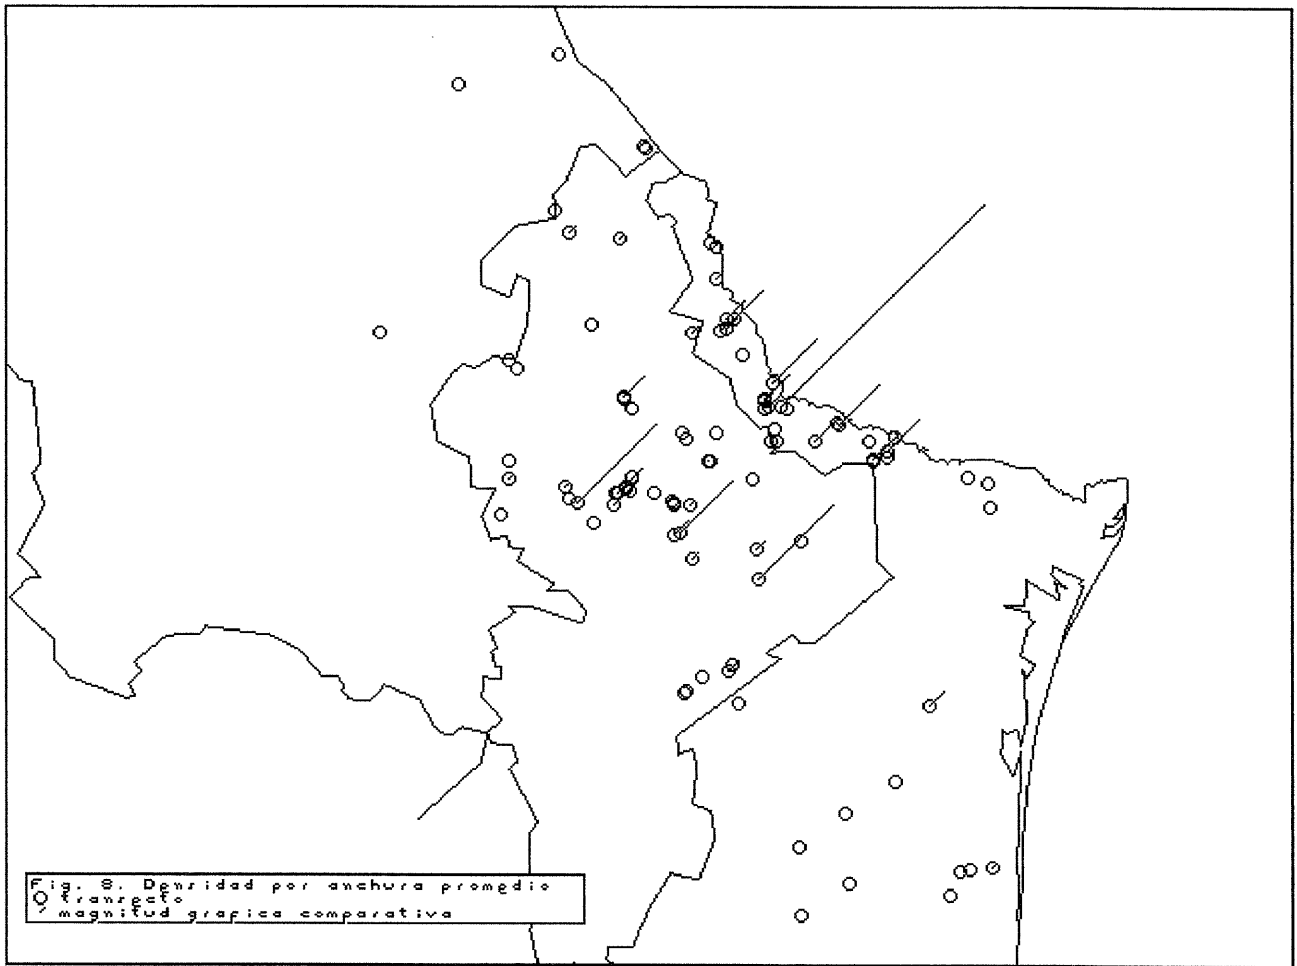 Fig. 8. Densidad por anchura promedio
transecto
magnitud grafica comparativa